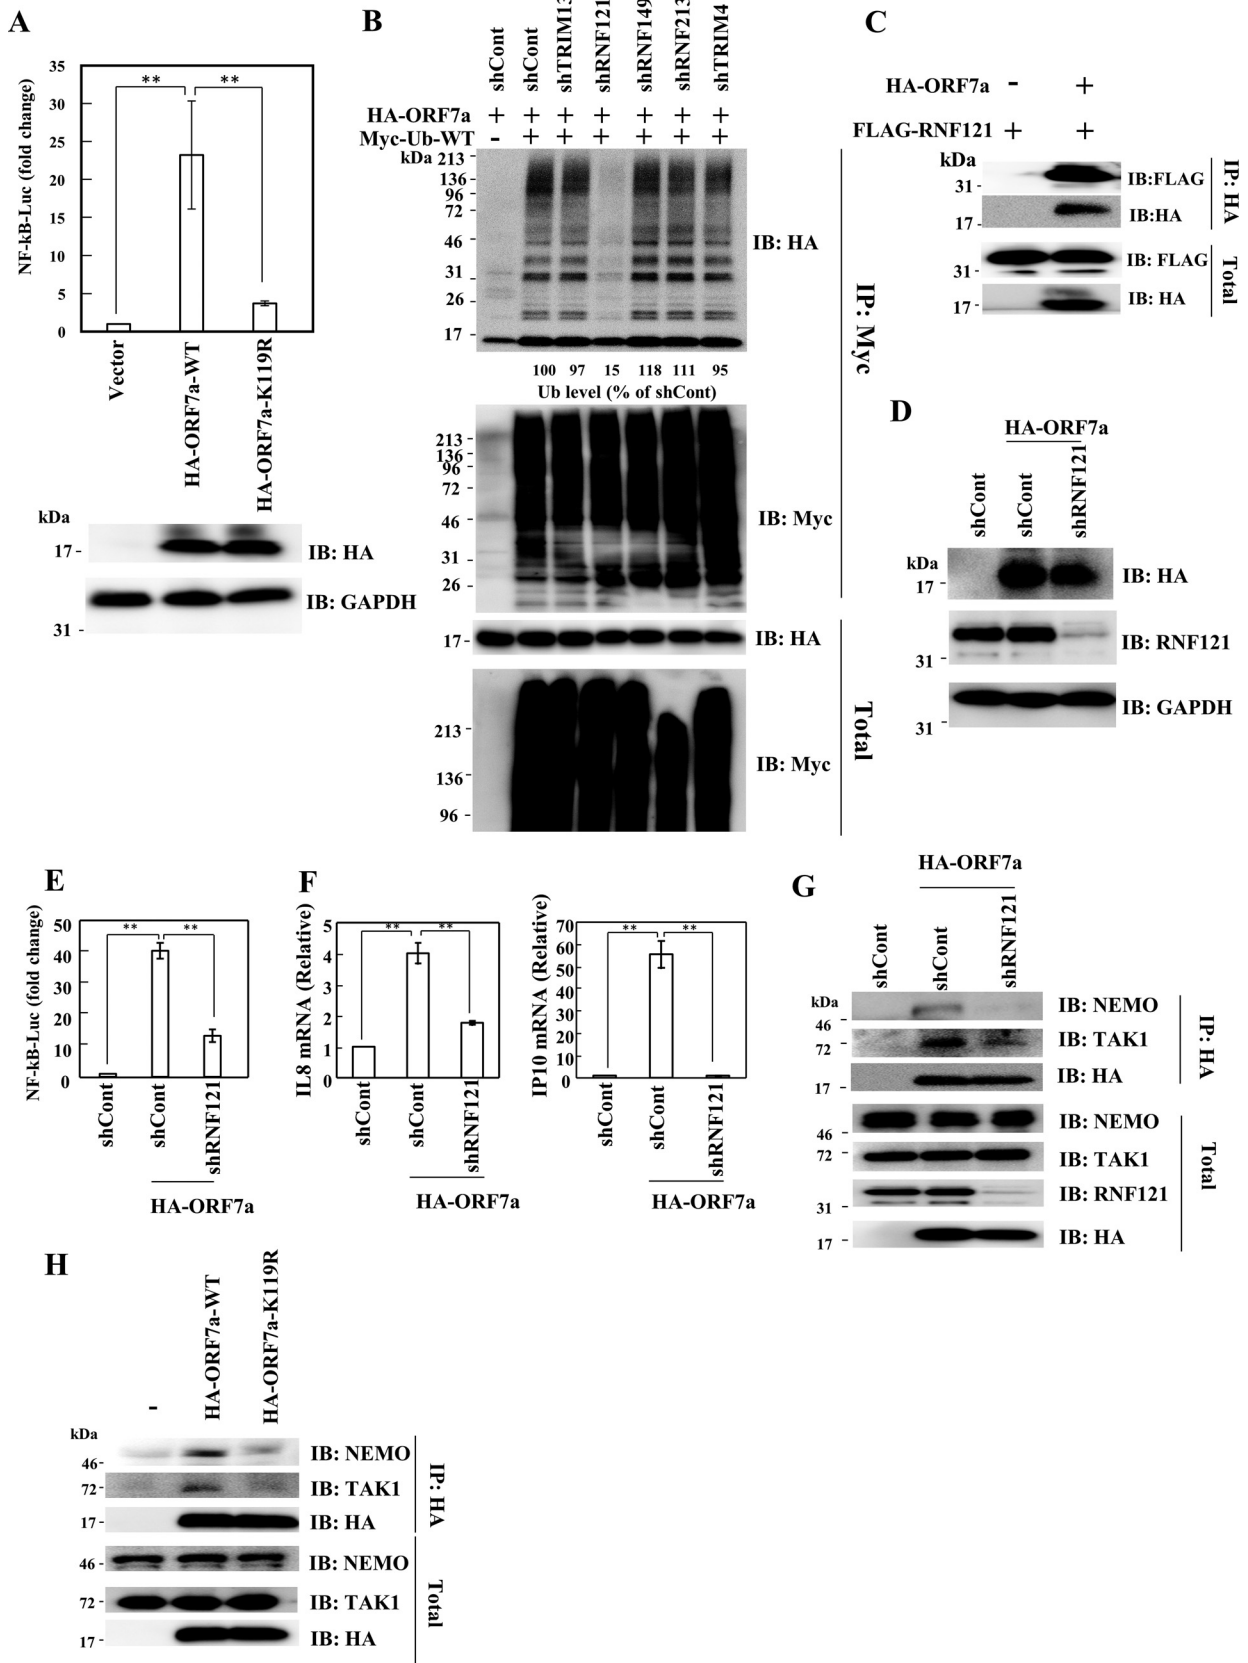 A
NF-kB-Luc (fold change)
35
30
25
20
15
10
5
0
** **
Vector
HA-ORF7a-WT
HA-ORF7a-K119R
kDa
17-
IB: HA
IB: GAPDH
31 -
B
shCont
shCont
shTRIM13
shRNF121
shRNF149
shRNF213
shTRIM4
HA-ORF7a + + + + + + +
Myc-Ub-WT - + + + + + +
kDa
213
136
96
72
46
31
26
17
IB: HA
100 97 15 118 111 95
Ub level (% of shCont)
213
136
96
72
46
31
26
IB: Myc
17-
IB: HA
213
136
96
IB: Myc
IP: Myc
Total
C
HA-ORF7a - +
FLAG-RNF121 + +
kDa
31
IB:FLAG
17
IB:HA
IP: HA
31
IB: FLAG
17
IB: HA
Total
D
HA-ORF7a
shCont
shCont
shRNF121
kDa
17
IB: HA
31
IB: RNF121
31
IB: GAPDH
E
NF-kB-Luc (fold change)
50
40
30
20
10
0
** **
shCont
shCont
shRNF121
HA-ORF7a
F
IL8 mRNA (Relative)
5
4
3
2
1
0
** **
shCont
shCont
shRNF121
HA-ORF7a
IP10 mRNA (Relative)
70
60
50
40
30
20
10
0
** **
shCont
shCont
shRNF121
HA-ORF7a
G
HA-ORF7a
shCont
shCont
shRNF121
kDa
46
IB: NEMO
72
IB: TAK1
17
IB: HA
IP: HA
46
IB: NEMO
72
IB: TAK1
31
IB: RNF121
17
IB: HA
Total
H
-
HA-ORF7a-WT
HA-ORF7a-K119R
kDa
46-
IB: NEMO
72-
IB: TAK1
17-
IB: HA
IP: HA
46-
IB: NEMO
72-
IB: TAK1
17-
IB: HA
Total